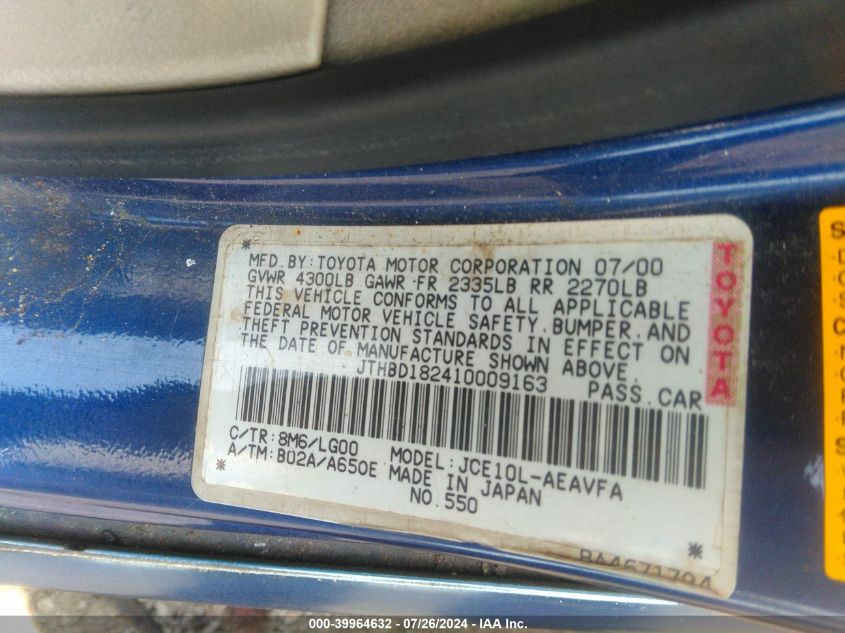 *
MFD. BY: TOYOTA MOTOR CORPORATION 07/00
GVWR 4300LB GAWR FR 2335LB RR 2270LB
THIS VEHICLE CONFORMS TO ALL APPLICABLE
FEDERAL MOTOR VEHICLE SAFETY, BUMPER, AND
THEFT PREVENTION STANDARDS IN EFFECT ON
THE DATE OF MANUFACTURE SHOWN ABOVE.
JTHBD182410009163 PASS. CAR
C/TR: 8M6/LG00 MODEL: JCE10L-AEAVFA
A/TM: B02A/A650E MADE IN JAPAN
* NO. 550 *
TOYOTA
000-39964632 - 07/26/2024 - IAA Inc.